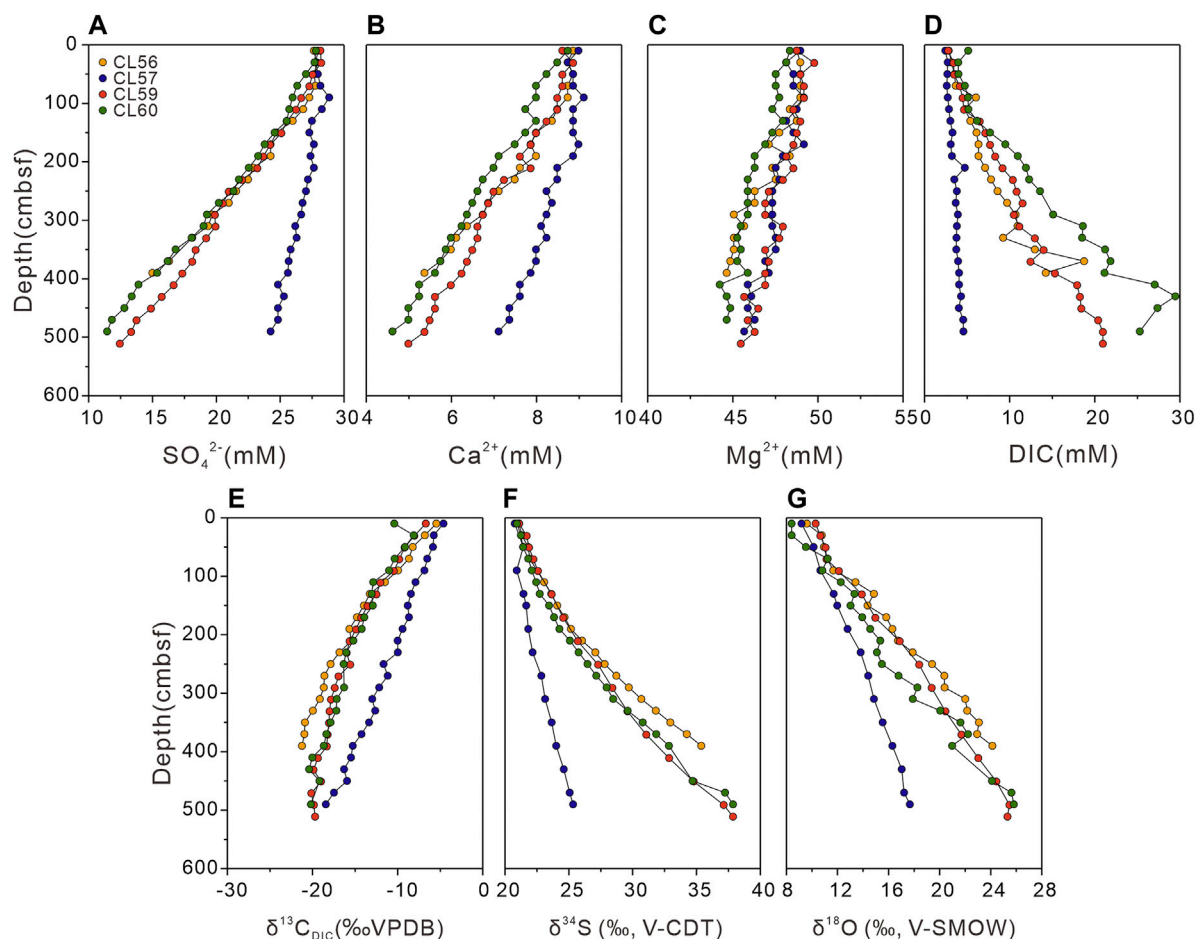 A B C D
0
100
200
300
400
500
600
Depth(cmbsf)
CL56
CL57
CL59
CL60
10 15 20 25 30
SO₄²⁻(mM)
4 6 8 10
Ca²⁺(mM)
40 45 50 55
Mg²⁺(mM)
0 10 20 30
DIC(mM)
E F G
0
100
200
300
400
500
600
Depth(cmbsf)
-30 -20 -10 0
δ¹³C_DIC(‰VPDB)
20 25 30 35 40
δ³⁴S (‰, V-CDT)
8 12 16 20 24 28
δ¹⁸O (‰, V-SMOW)